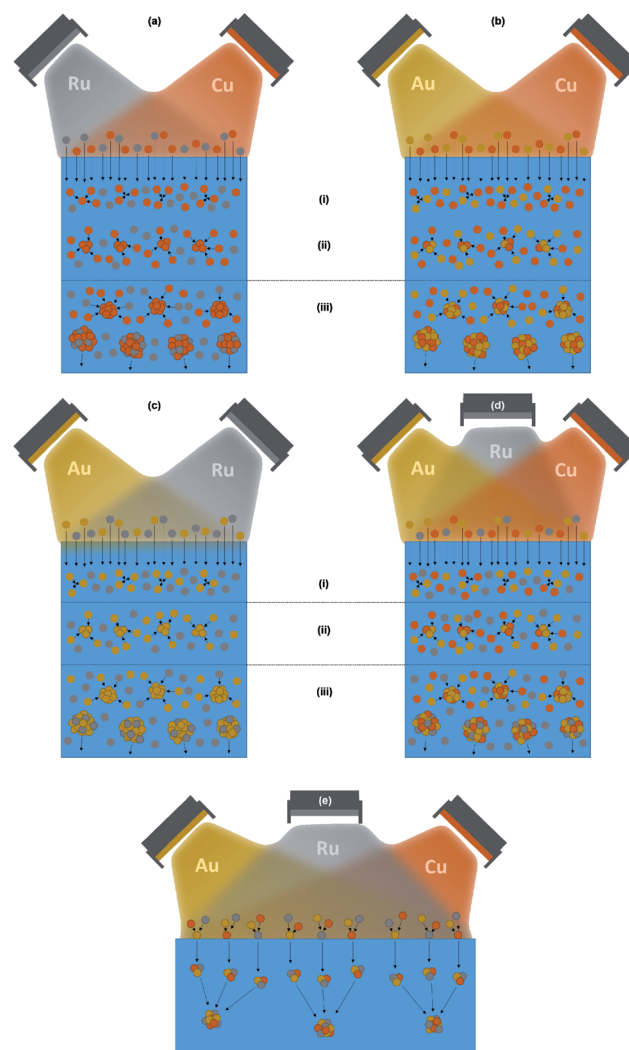 (a)
(b)
Ru
Cu
Au
Cu
(i)
(ii)
(iii)
(c)
(d)
Au
Ru
Au
Ru
Cu
(i)
(ii)
(iii)
(e)
Au
Ru
Cu